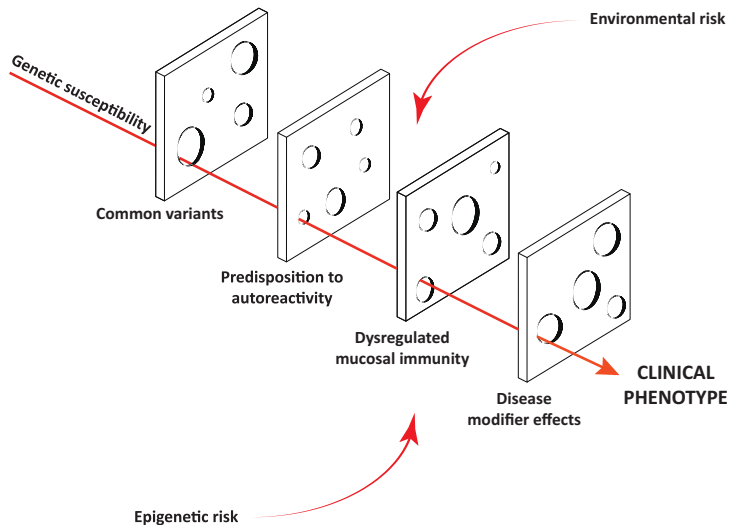 Environmental risk
Genetic susceptibility
Common variants
Predisposition to
autoreactivity
Dysregulated
mucosal immunity
Disease
modifier effects
CLINICAL
PHENOTYPE
Epigenetic risk